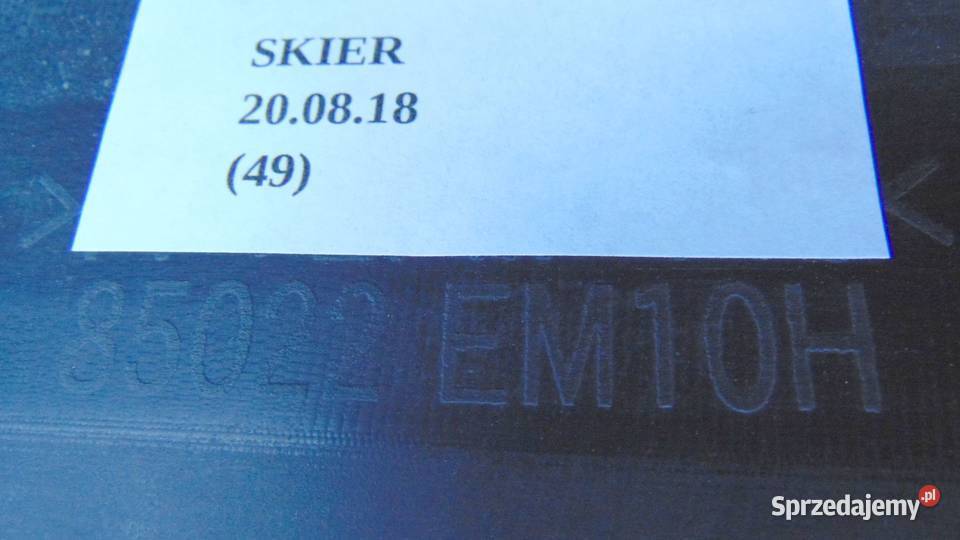 SKIER
20.08.18
(49)
85022 EM10H
Sprzedajemy.pl